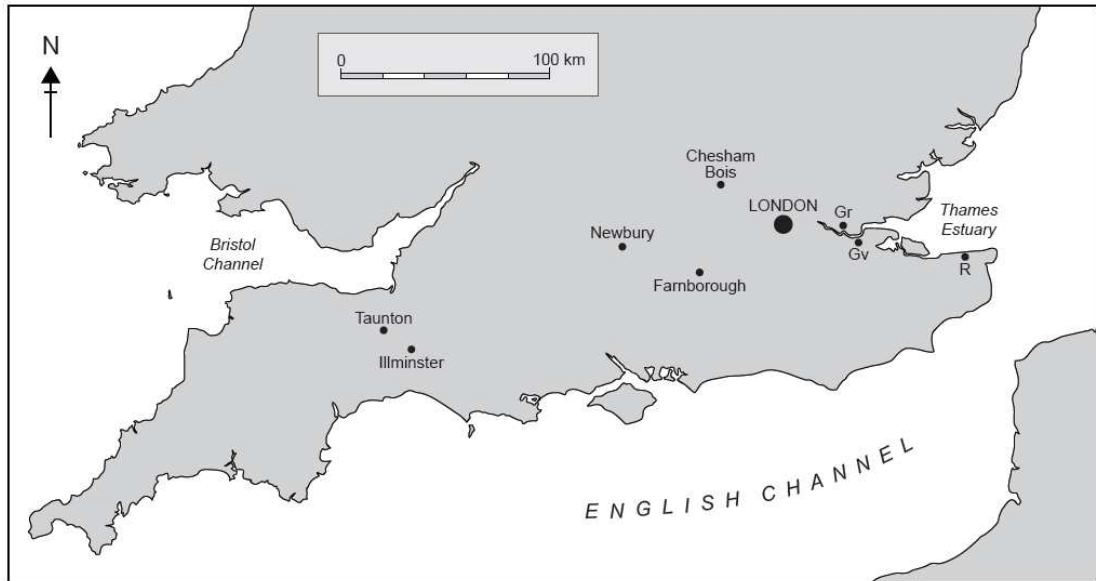 N
0 100 km
Chesham
Bois
LONDON
Gr
Thames
Estuary
Bristol
Channel
Newbury
Gv
R
Farnborough
Taunton
Illminster
ENGLISH CHANNEL